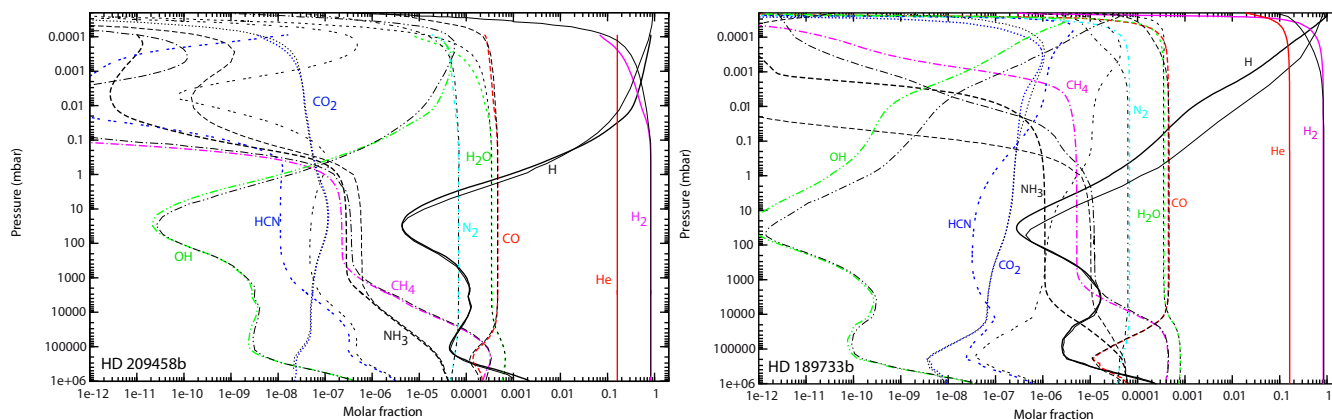 0.0001
0.001
0.01
0.1
1
10
100
1000
10000
100000
1e+06
Pressure (mbar)
CO2
HCN
OH
N2
H2O
CO
CH4
NH3
H
He
H2
HD 209458b
1e-12 1e-11 1e-10 1e-09 1e-08 1e-07 1e-06 1e-05 0.0001 0.001 0.01 0.1 1
Molar fraction
0.0001
0.001
0.01
0.1
1
10
100
1000
10000
100000
1e+06
Pressure (mbar)
CH4
H
N2
OH
He
H2
NH3
H2O
CO
HCN
CO2
HD 189733b
1e-12 1e-11 1e-10 1e-09 1e-08 1e-07 1e-06 1e-05 0.0001 0.001 0.01 0.1 1
Molar fraction